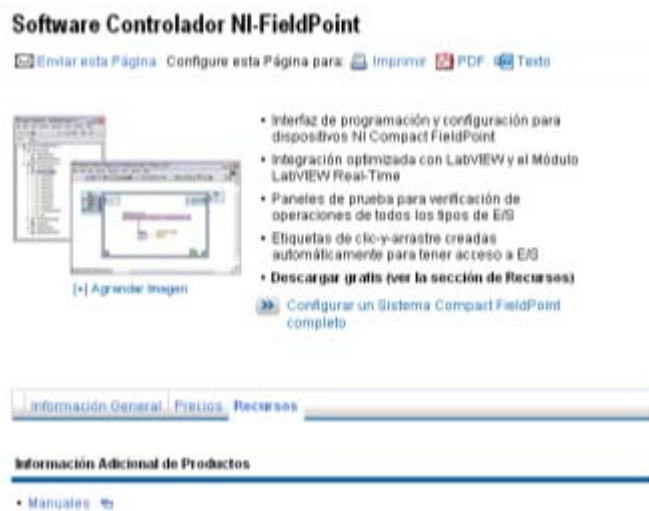 Software Controlador NI-FieldPoint
Enviar esta Página Configure esta Página para: Imprimir PDF Texto
• Interfaz de programación y configuración para
dispositivos NI Compact FieldPoint
• Integración optimizada con LabVIEW y el Módulo
LabVIEW Real-Time
• Paneles de prueba para verificación de
operaciones de todos los tipos de E/S
• Etiquetas de clic-y-arrastre creadas
automáticamente para tener acceso a E/S
• Descargar gratis (ver la sección de Recursos)
[+] Agrandar Imagen
Configurar un Sistema Compact FieldPoint
completo
Información General Precios Recursos
Información Adicional de Productos
• Manuales